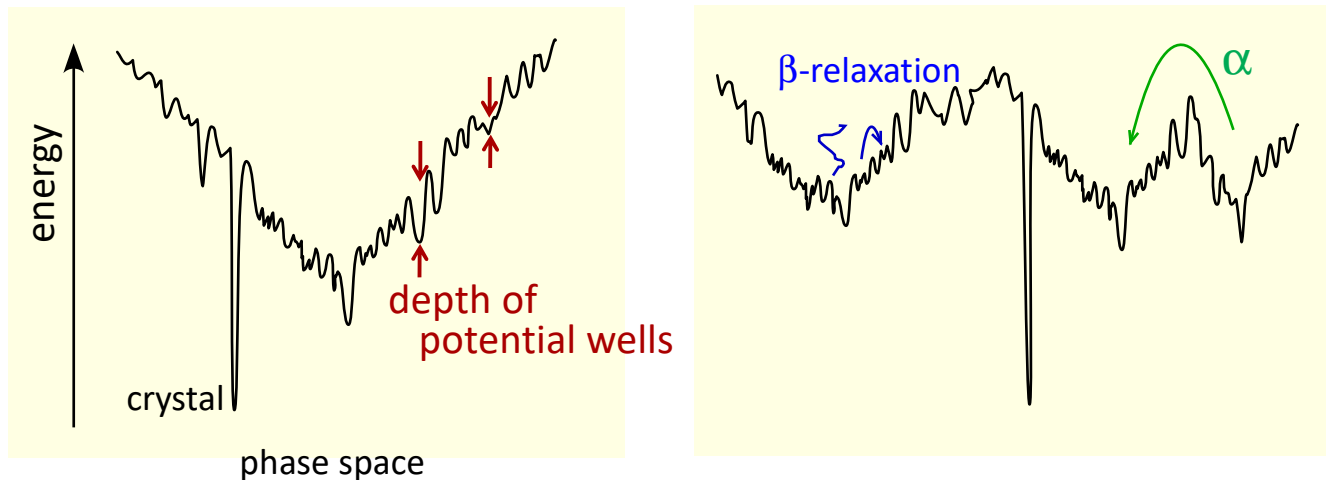 energy
crystal
phase space
depth of
potential wells
β-relaxation
α